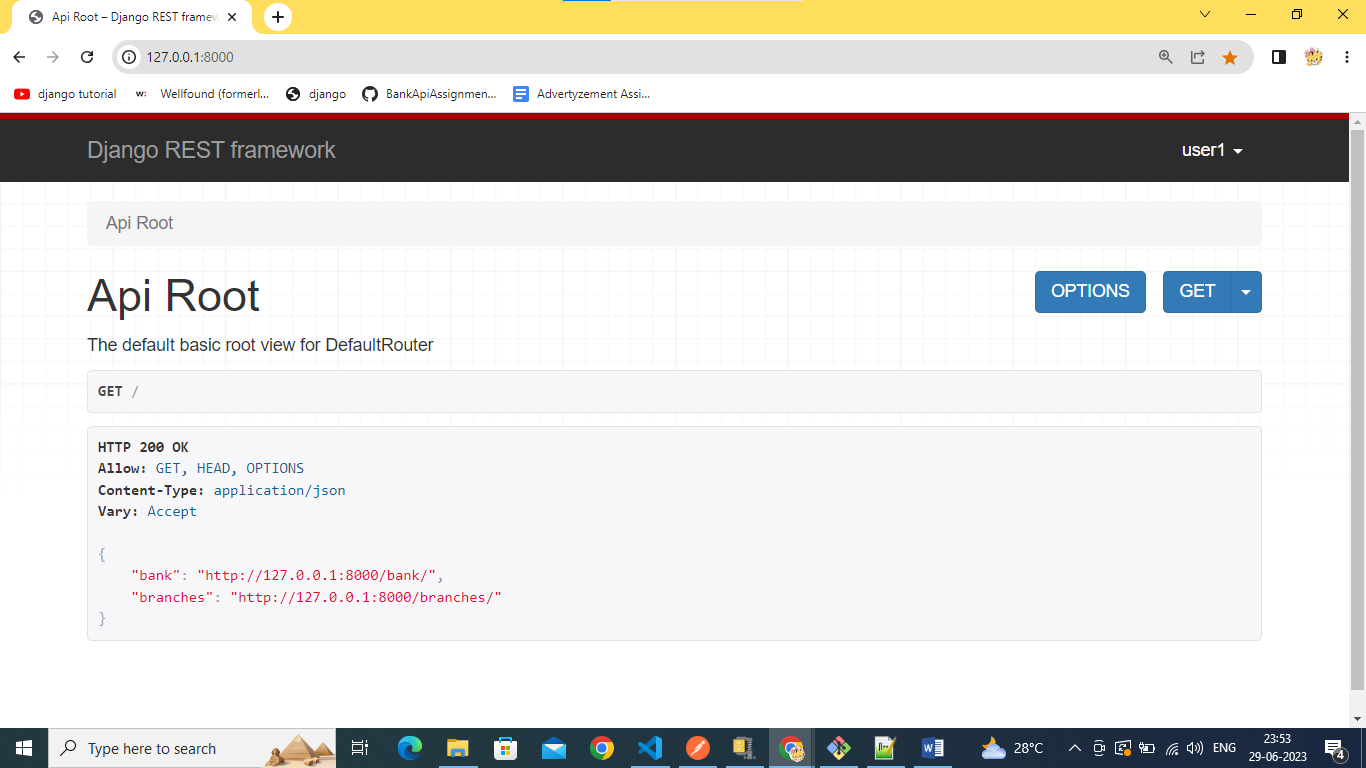 Api Root – Django REST framew
127.0.0.1:8000
django tutorial
w:
Wellfound (formerl...
django
BankApiAssignmen...
Advertyzement Assi...
Django REST framework
user1
Api Root
Api Root
OPTIONS
GET
The default basic root view for DefaultRouter
GET /
HTTP 200 OK
Allow: GET, HEAD, OPTIONS
Content-Type: application/json
Vary: Accept
{
"bank": "http://127.0.0.1:8000/bank/",
"branches": "http://127.0.0.1:8000/branches/"
}
Type here to search
28°C
ENG
23:53
29-06-2023
4